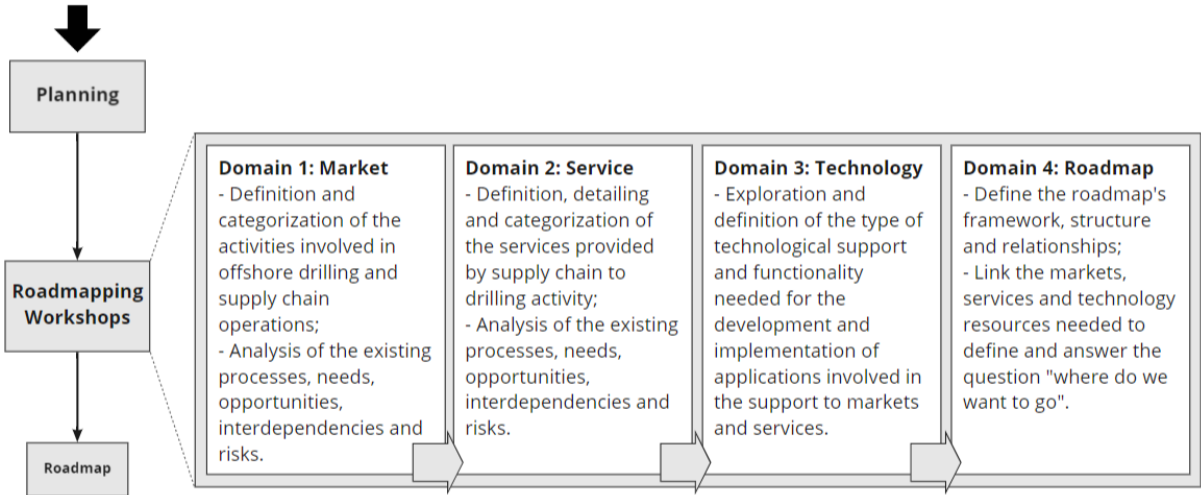 Planning
Roadmapping
Workshops
Roadmap
Domain 1: Market
- Definition and
categorization of the
activities involved in
offshore drilling and
supply chain
operations;
- Analysis of the existing
processes, needs,
opportunities,
interdependencies and
risks.
Domain 2: Service
- Definition, detailing
and categorization of
the services provided
by supply chain to
drilling activity;
- Analysis of the existing
processes, needs,
opportunities,
interdependencies and
risks.
Domain 3: Technology
- Exploration and
definition of the type of
technological support
and functionality
needed for the
development and
implementation of
applications involved in
the support to markets
and services.
Domain 4: Roadmap
- Define the roadmap's
framework, structure
and relationships;
- Link the markets,
services and technology
resources needed to
define and answer the
question "where do we
want to go".